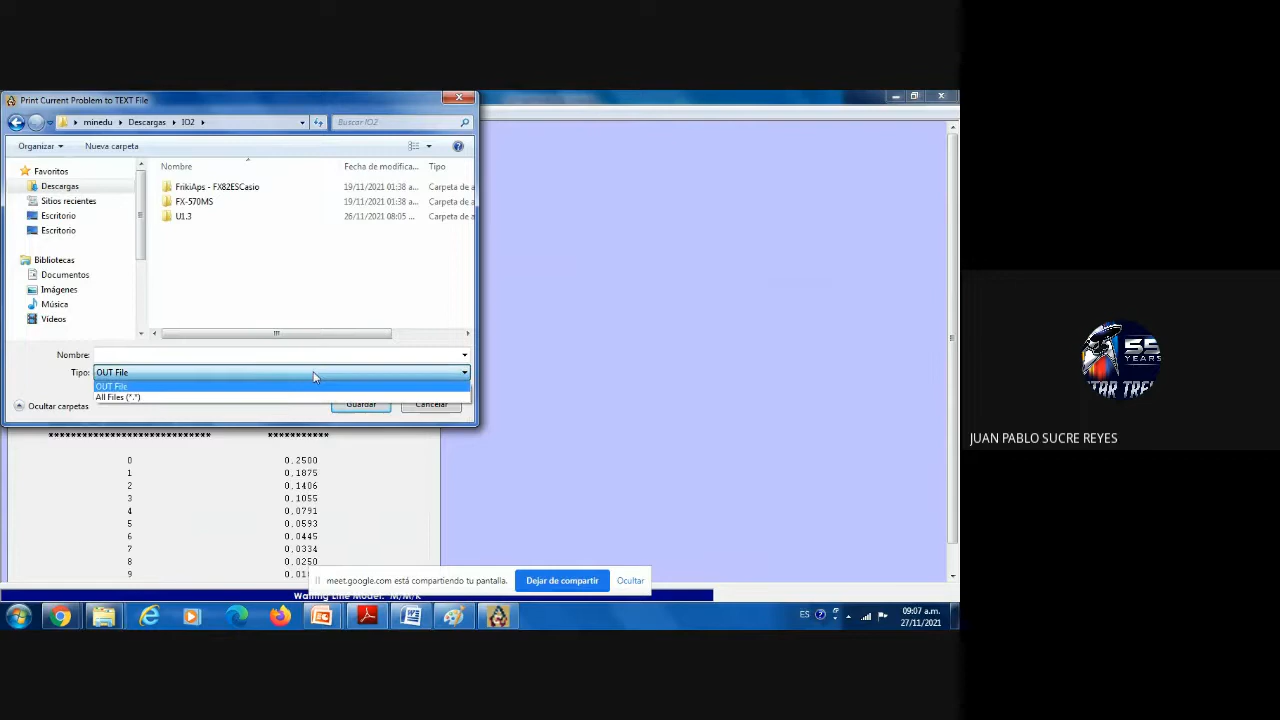 Print Current Problem to TEXT File
minedu
Descargas
IO2
Buscar IO2
Organizar
Nueva carpeta
Nombre
Fecha de modifica...
Tipo
Favoritos
Descargas
Sitios recientes
Escritorio
Escritorio
Bibliotecas
Documentos
Imágenes
Música
Vídeos
FrikiAps - FX82ESCasio
19/11/2021 01:38 a...
Carpeta de a
FX-570MS
19/11/2021 01:38 a...
Carpeta de a
U1.3
26/11/2021 08:05 ...
Carpeta de a
Nombre:
Tipo:
OUT File
OUT File
All Files (*.*)
Ocultar carpetas
Guardar
Cancelar
*************************** ***********
0 0,2500
1 0,1875
2 0,1406
3 0,1055
4 0,0791
5 0,0593
6 0,0445
7 0,0334
8 0,0250
9
meet.google.com está compartiendo tu pantalla.
Dejar de compartir
Ocultar
Waiting Line Model: M/M/K
ES
09:07 a.m.
27/11/2021
55
YEARS
JUAN PABLO SUCRE REYES